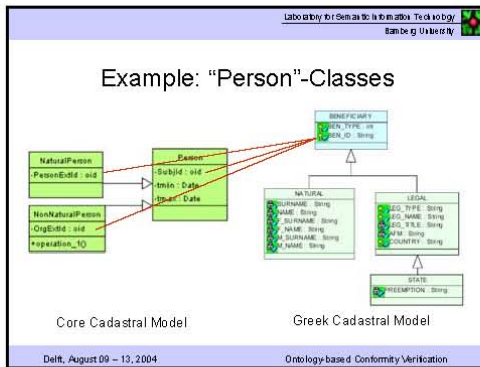 Laboratory for Semantic Information Technology
Bamberg University
Example: “Person”-Classes
NaturalPerson
-PersonExtId : oid
NonNaturalPerson
-OrgExtId : oid
+operation_1()
Person
-SubjId : oid
-tmin : Date
-tmax : Date
BENEFICIARY
BEN_TYPE : int
BEN_ID : String
NATURAL
SURNAME : String
NAME : String
F_SURNAME : String
F_NAME : String
M_SURNAME : String
M_NAME : String
LEGAL
LEG_TYPE : String
LEG_NAME : String
LEG_TITLE : String
AFM : String
COUNTRY : String
STATE
PREEMPTION : String
Core Cadastral Model
Greek Cadastral Model
Delft, August 09 – 13, 2004
Ontology-based Conformity Verification